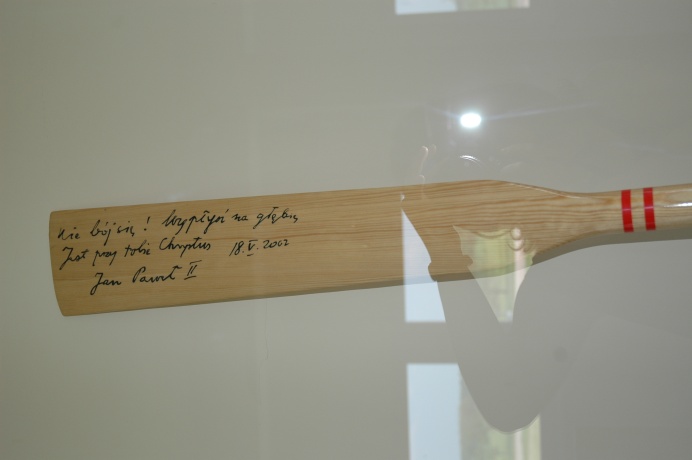 Nie bój się! Wypłyń na głębię
Jest przy tobie Chrystus 18.V.2002
Jan Paweł II